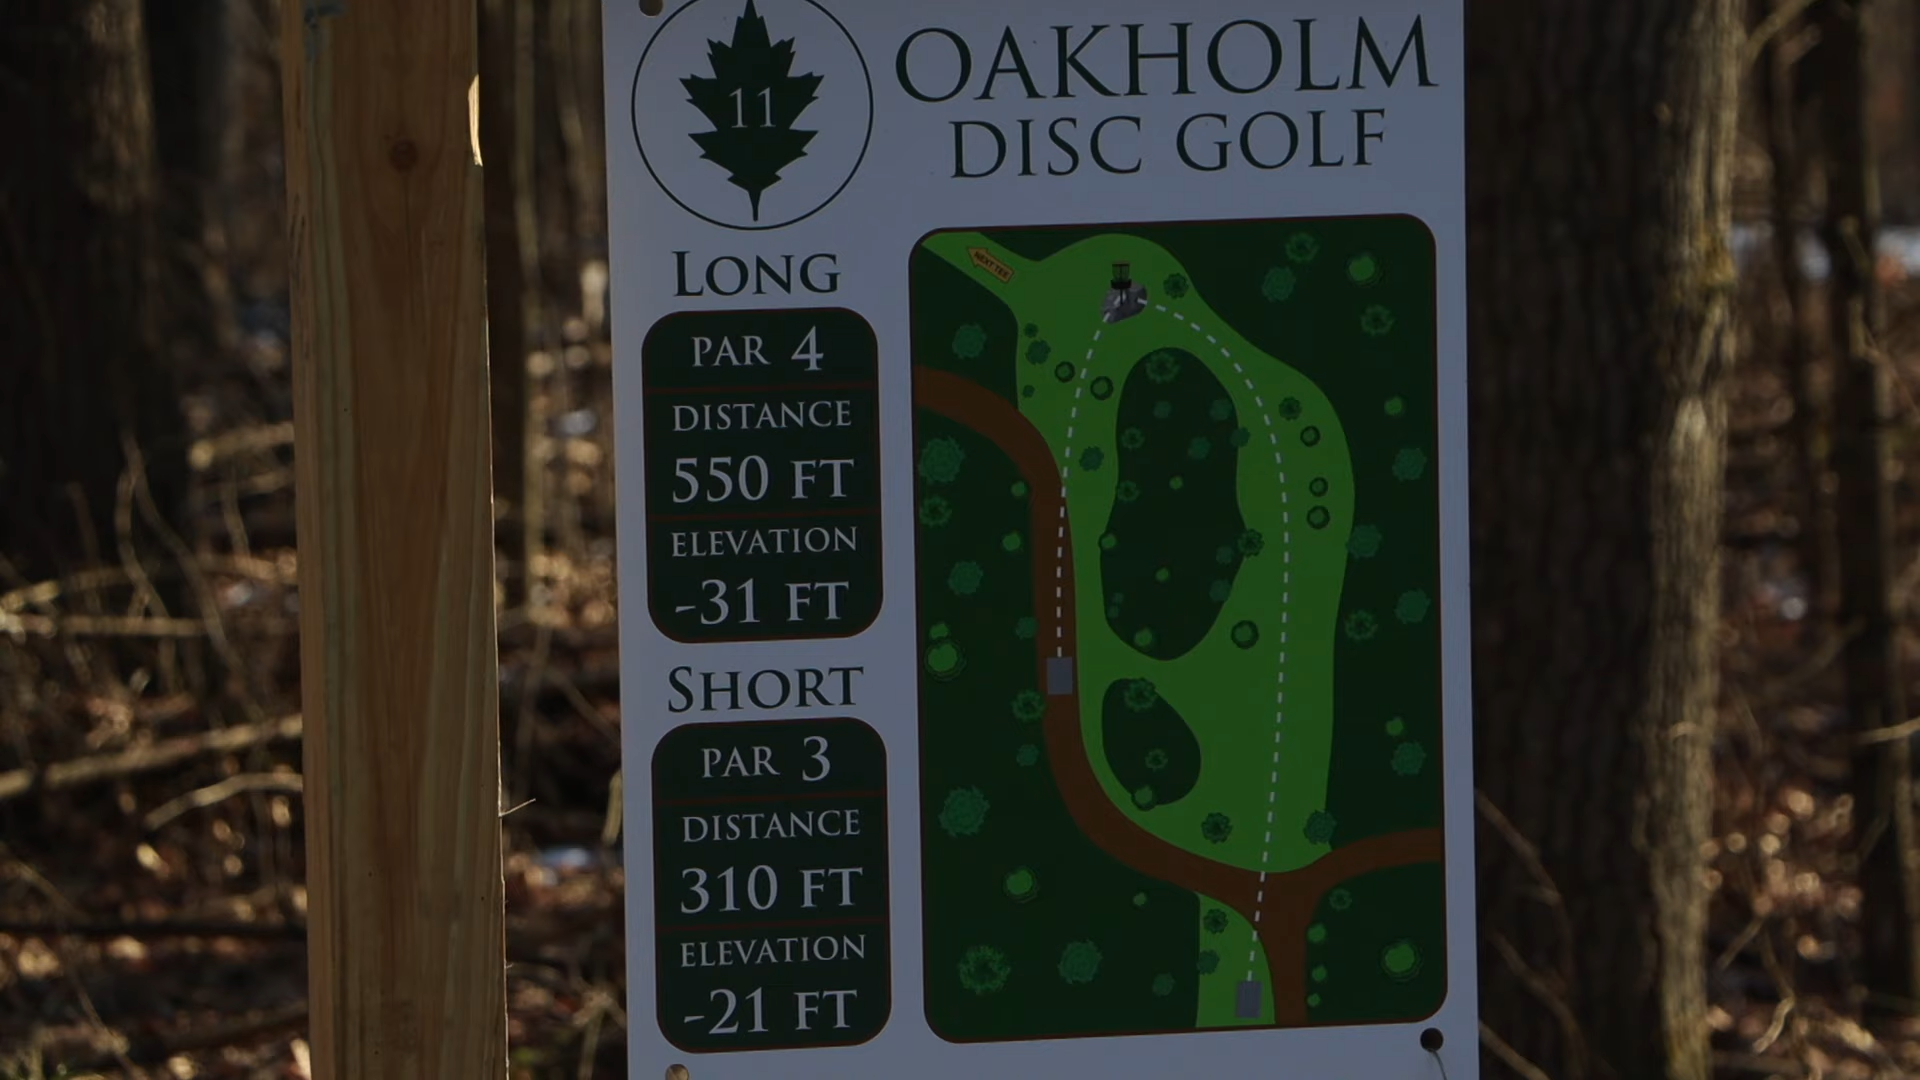 11
OAKHOLM
DISC GOLF
LONG
PAR 4
DISTANCE
550 FT
ELEVATION
-31 FT
SHORT
PAR 3
DISTANCE
310 FT
ELEVATION
-21 FT
NEXT TEE